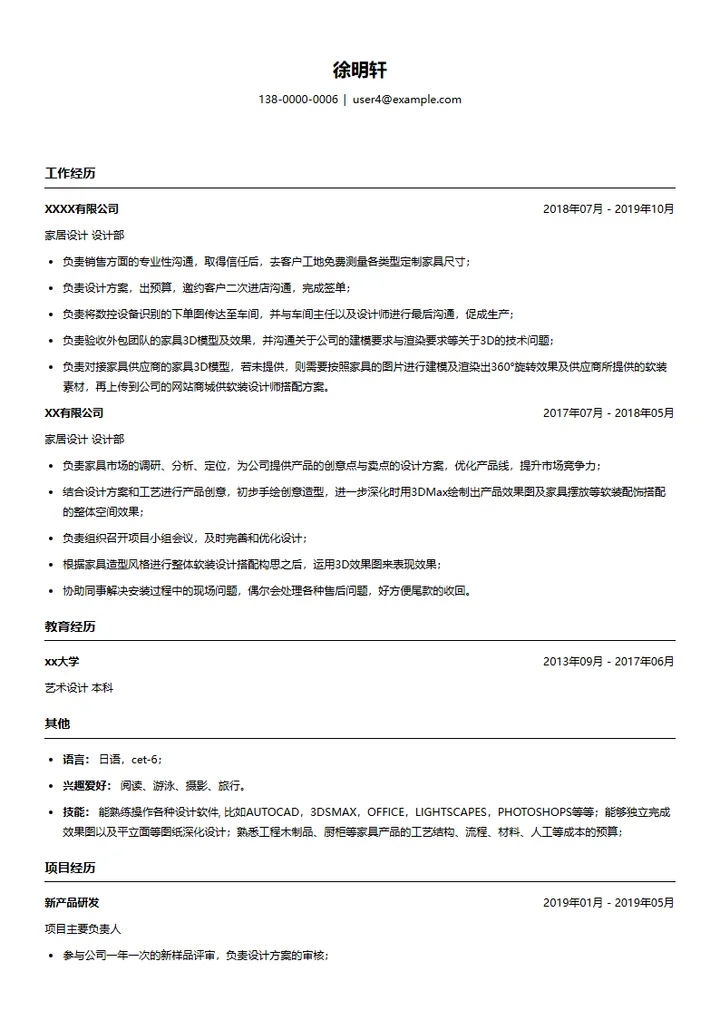 徐明轩
138-0000-0006 | user4@example.com
工作经历
XXXX有限公司 2018年07月 - 2019年10月
家居设计 设计部
• 负责销售方面的专业性沟通，取得信任后，去客户工地免费测量各类型定制家具尺寸；
• 负责设计方案，出预算，邀约客户二次进店沟通，完成签单；
• 负责将数控设备识别的下单图传达至车间，并与车间主任以及设计师进行最后沟通，促成生产；
• 负责验收外包团队的家具3D模型及效果，并沟通关于公司的建模要求与渲染要求等关于3D的技术问题；
• 负责对接家具供应商的家具3D模型，若未提供，则需要按照家具的图片进行建模及渲染出360°旋转效果及供应商所提供的软装
素材，再上传到公司的网站商城供软装设计师搭配方案。
XX有限公司 2017年07月 - 2018年05月
家居设计 设计部
• 负责家具市场的调研、分析、定位，为公司提供产品的创意点与卖点的设计方案，优化产品线，提升市场竞争力；
• 结合设计方案和工艺进行产品创意，初步手绘创意造型，进一步深化时用3DMax绘制出产品效果图及家具摆放等软装配饰搭配
的整体空间效果；
• 负责组织召开项目小组会议，及时完善和优化设计；
• 根据家具造型风格进行整体软装设计搭配构思之后，运用3D效果图来表现效果；
• 协助同事解决安装过程中的现场问题，偶尔会处理各种售后问题，好方便尾款的收回。
教育经历
xx大学 2013年09月 - 2017年06月
艺术设计 本科
其他
• 语言： 日语，cet-6；
• 兴趣爱好： 阅读、游泳、摄影、旅行。
• 技能： 能熟练操作各种设计软件, 比如AUTOCAD，3DSMAX，OFFICE，LIGHTSCAPES，PHOTOSHOPS等等；能够独立完成
效果图以及平立面等图纸深化设计；熟悉工程木制品、厨柜等家具产品的工艺结构、流程、材料、人工等成本的预算；
项目经历
新产品研发 2019年01月 - 2019年05月
项目主要负责人
• 参与公司一年一次的新样品评审，负责设计方案的审核；